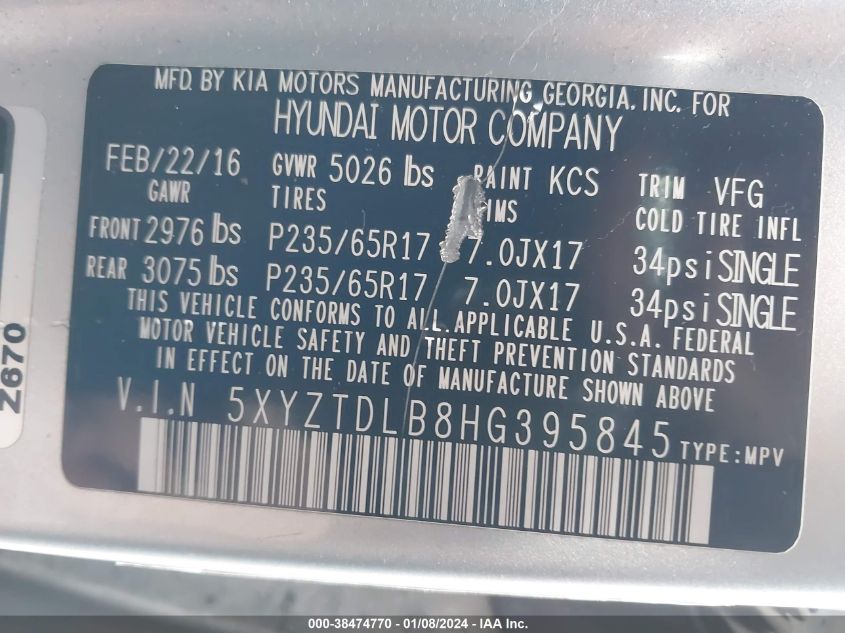 MFD. BY KIA MOTORS MANUFACTURING GEORGIA, INC. FOR
HYUNDAI MOTOR COMPANY
FEB/22/16 GVWR 5026 lbs PAINT KCS TRIM VFG
GAWR TIRES COLD TIRE INFL
FRONT 2976 lbs P235/65R17 7.0JX17 34psi SINGLE
REAR 3075 lbs P235/65R17 7.0JX17 34psi SINGLE
THIS VEHICLE CONFORMS TO ALL APPLICABLE U.S.A. FEDERAL
MOTOR VEHICLE SAFETY AND THEFT PREVENTION STANDARDS
IN EFFECT ON THE DATE OF MANUFACTURE SHOWN ABOVE
V.I.N 5XYZTDLB8HG395845 TYPE:MPV
Z670
000-38474770 - 01/08/2024 - IAA Inc.